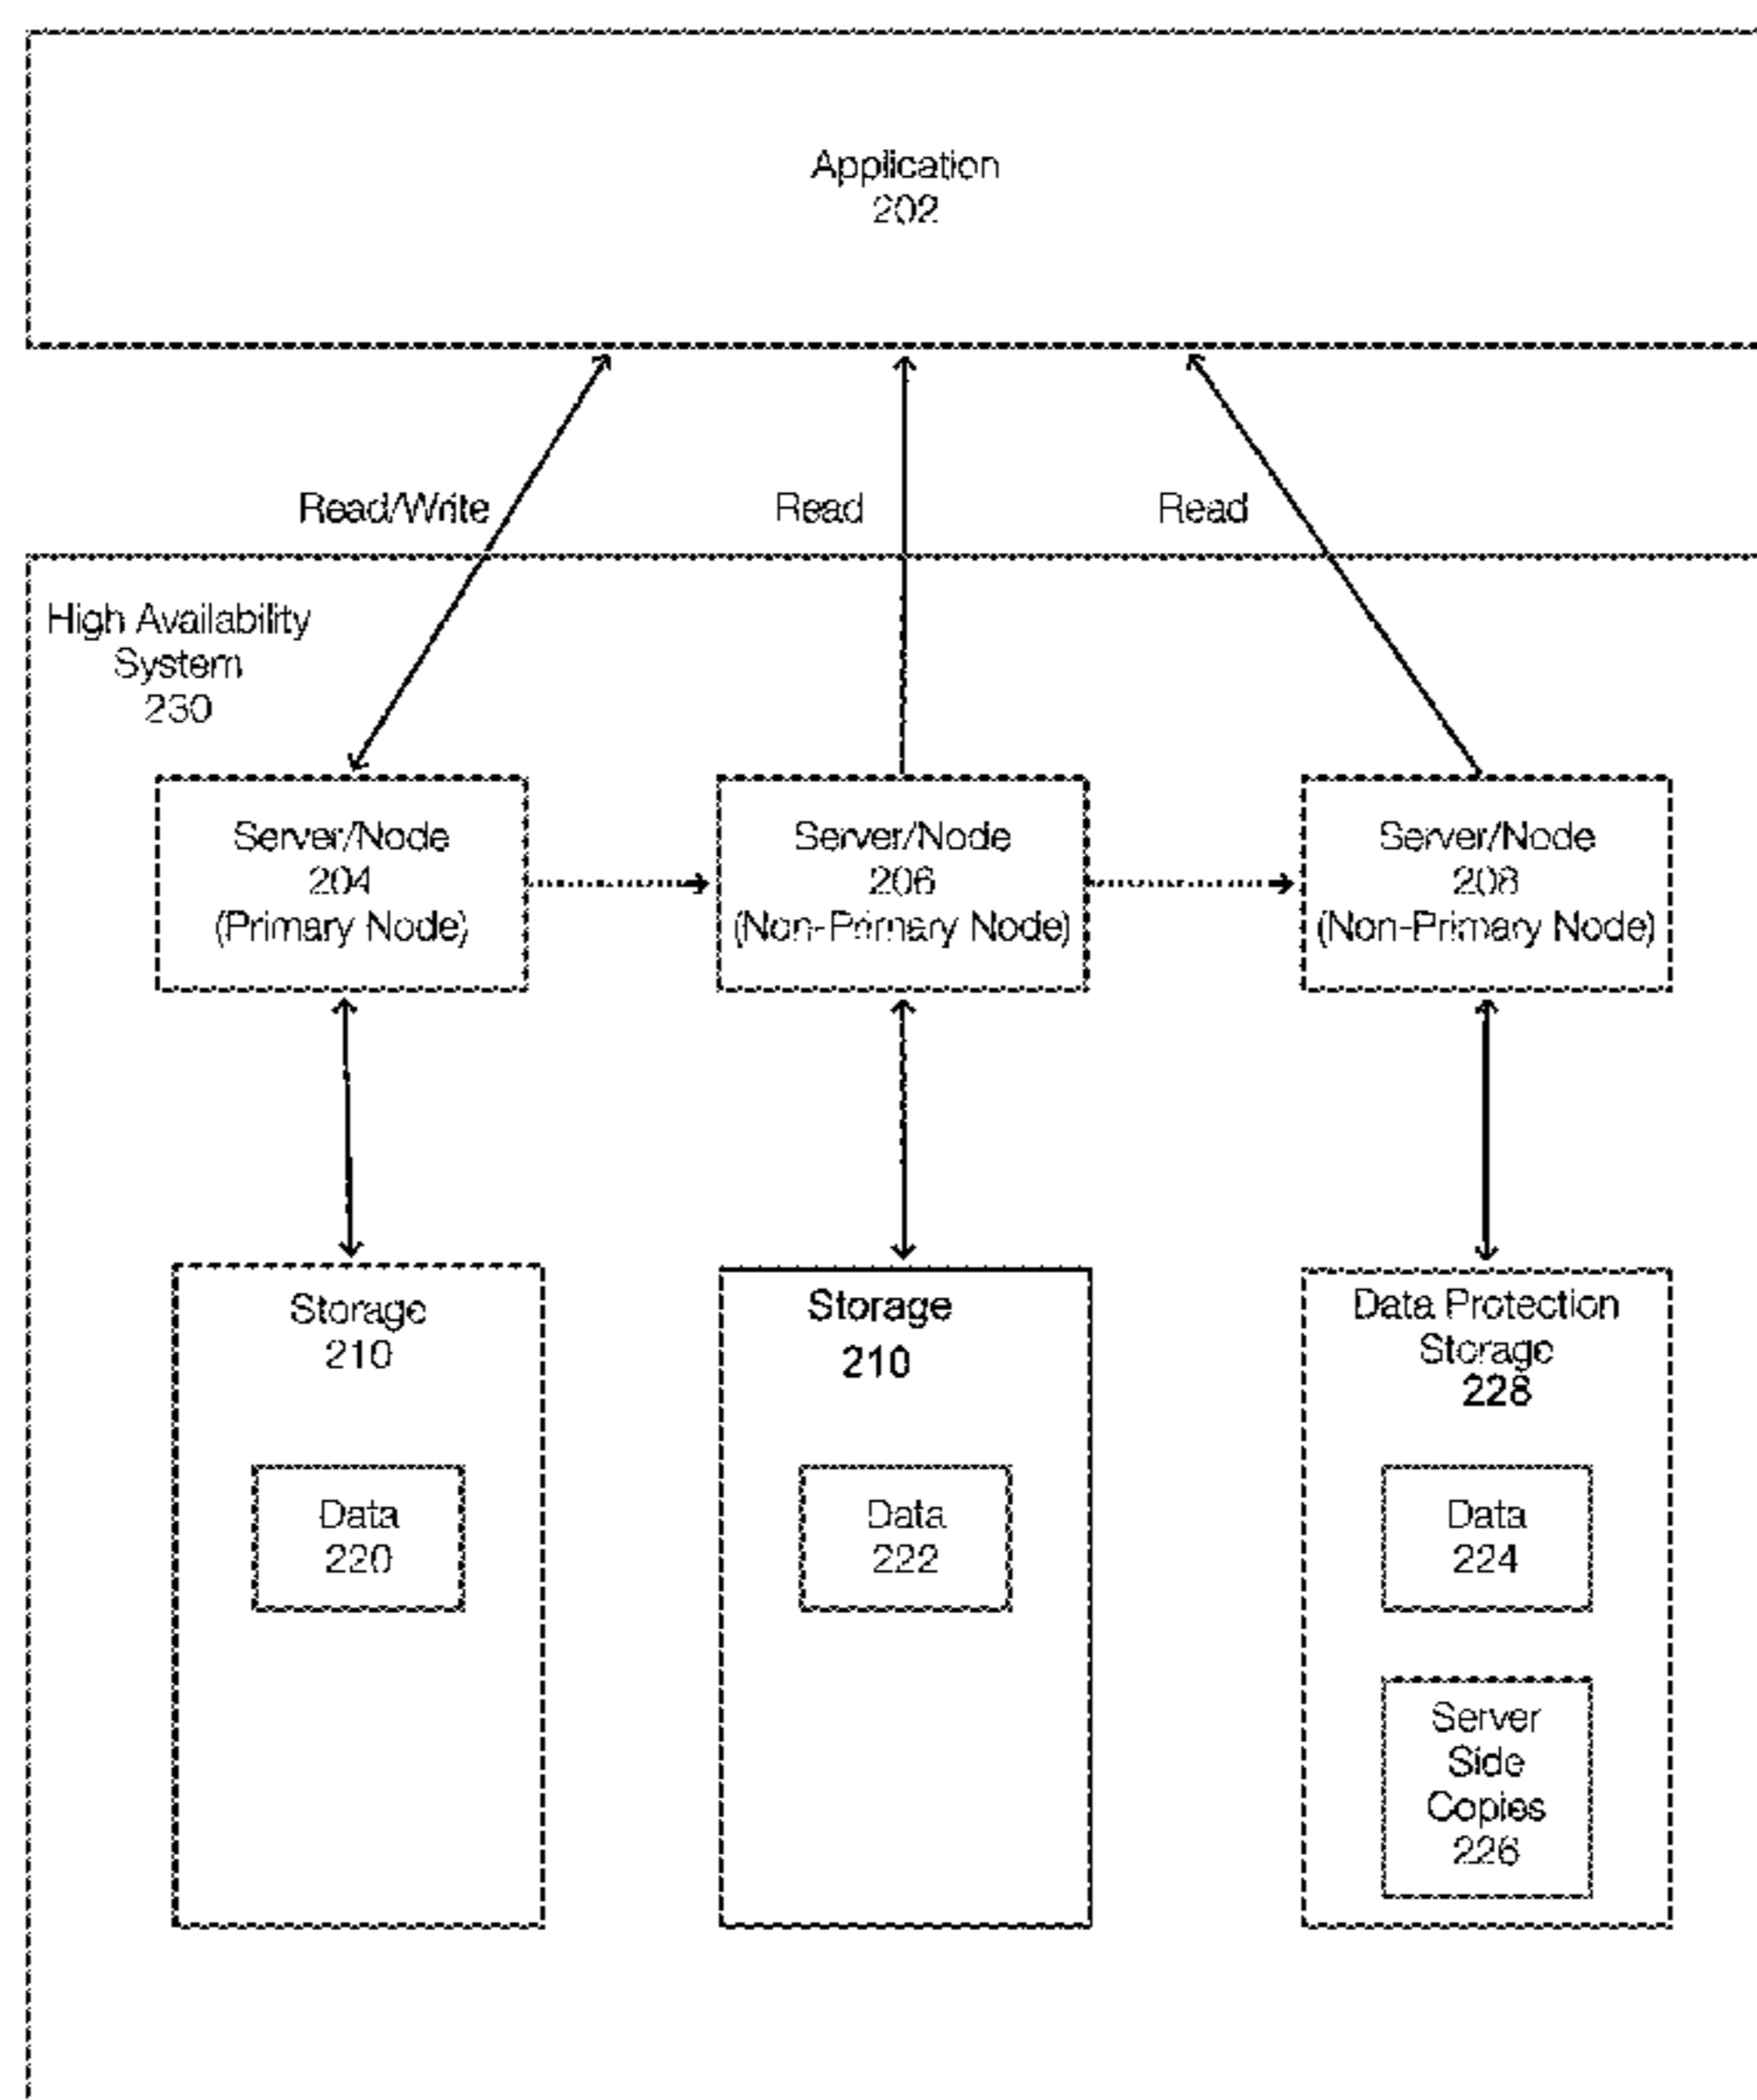 Application
202
Read/Write
Read
Read
High Availability
System
230
Server/Node
204
(Primary Node)
Server/Node
206
(Non-Primary Node)
Server/Node
208
(Non-Primary Node)
Storage
210
Data
220
Storage
210
Data
222
Data Protection
Storage
228
Data
224
Server
Side
Copies
226